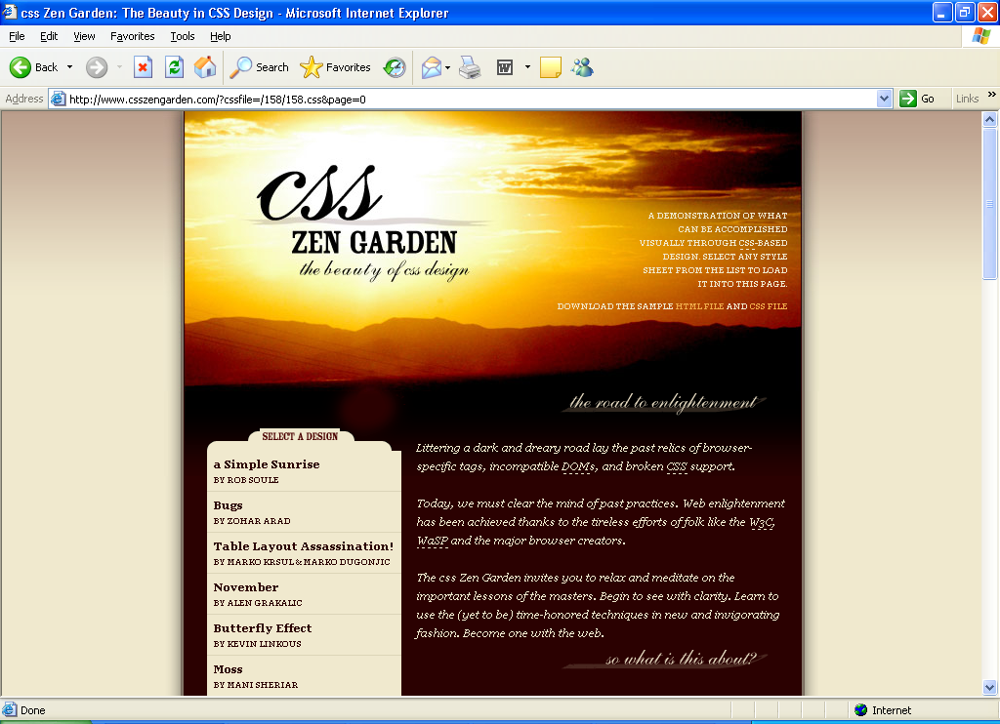 css Zen Garden: The Beauty in CSS Design - Microsoft Internet Explorer
File Edit View Favorites Tools Help
Back Search Favorites
Address http://www.csszengarden.com/?cssfile=/158/158.css&page=0 Go Links »
css
ZEN GARDEN
the beauty of css design
A DEMONSTRATION OF WHAT
CAN BE ACCOMPLISHED
VISUALLY THROUGH CSS-BASED
DESIGN. SELECT ANY STYLE
SHEET FROM THE LIST TO LOAD
IT INTO THIS PAGE.
DOWNLOAD THE SAMPLE HTML FILE AND CSS FILE
the road to enlightenment
SELECT A DESIGN
a Simple Sunrise
BY ROB SOULE
Bugs
BY ZOHAR ARAD
Table Layout Assassination!
BY MARKO KRSUL & MARKO DUGONJIC
November
BY ALEN GRAKALIC
Butterfly Effect
BY KEVIN LINKOUS
Moss
BY MANI SHERIAR
Littering a dark and dreary road lay the past relics of browser-
specific tags, incompatible DOMs, and broken CSS support.
Today, we must clear the mind of past practices. Web enlightenment
has been achieved thanks to the tireless efforts of folk like the W3C,
WaSP and the major browser creators.
The css Zen Garden invites you to relax and meditate on the
important lessons of the masters. Begin to see with clarity. Learn to
use the (yet to be) time-honored techniques in new and invigorating
fashion. Become one with the web.
so what is this about?
Done Internet